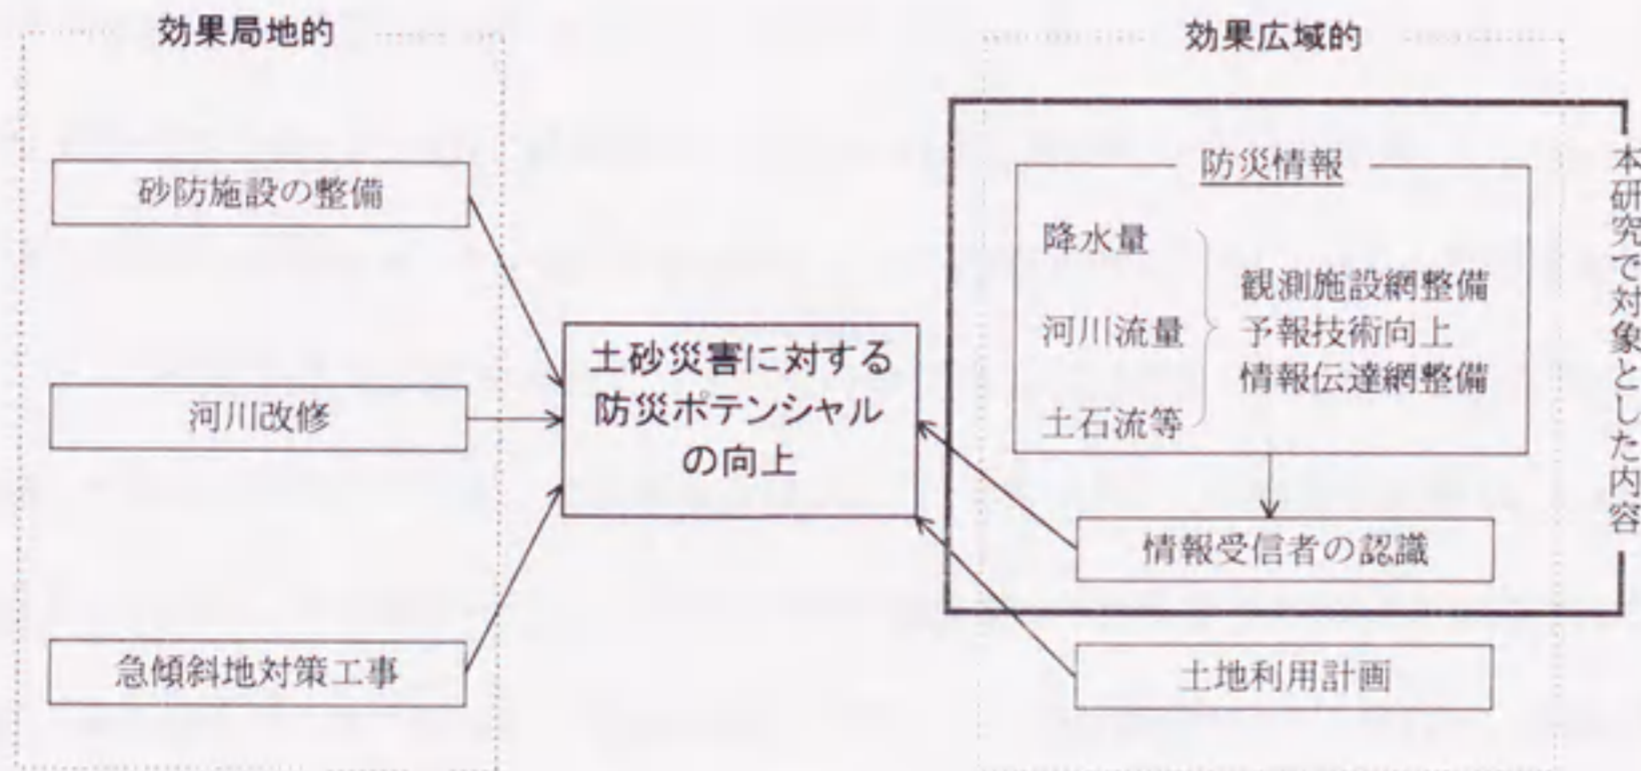 効果局地的
砂防施設の整備
河川改修
急傾斜地対策工事
土砂災害に対する
防災ポテンシャル
の向上
効果広域的
防災情報
降水量
河川流量
土石流等
観測施設網整備
予報技術向上
情報伝達網整備
情報受信者の認識
土地利用計画
本研究で対象とした内容